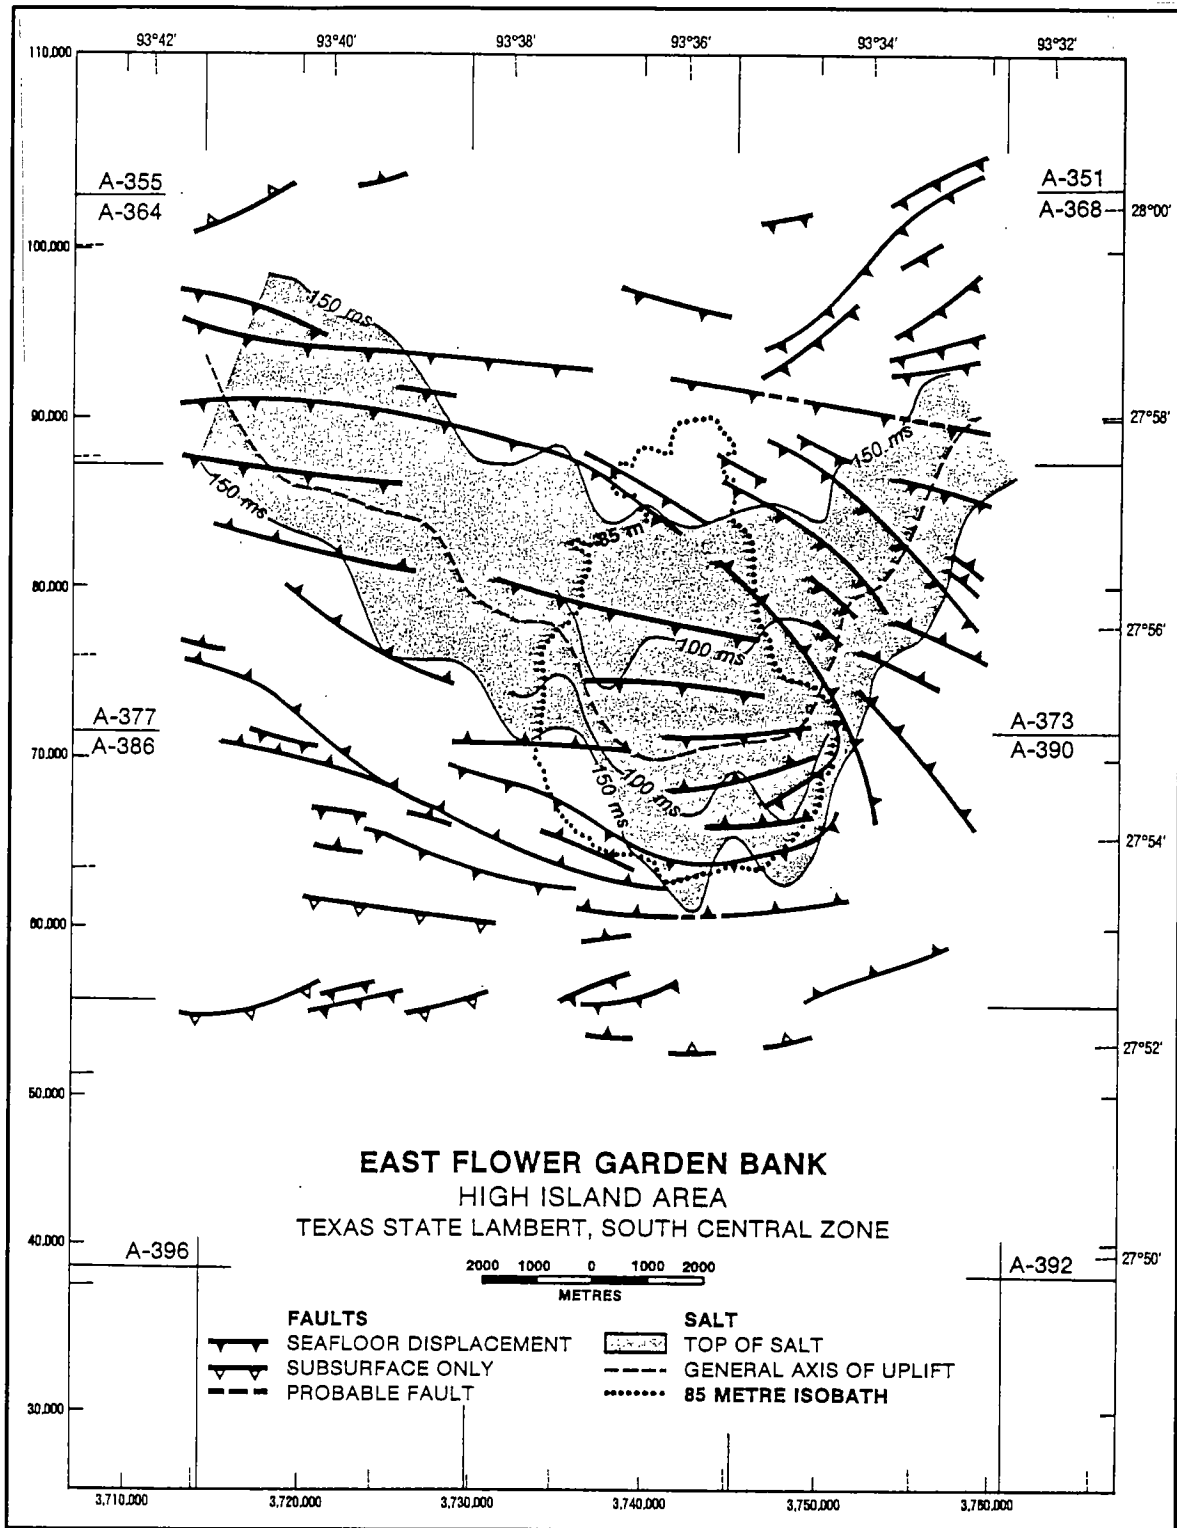 93°42' 93°40' 93°38' 93°36' 93°34' 93°32'
110,000
A-355
A-364
A-351
A-368
28°00'
100,000
150 ms
90,000
27°58'
150 ms
150 ms
85 m
80,000
27°56'
100 ms
A-377
A-386
A-373
A-390
70,000
150 ms
100 ms
27°54'
60,000
27°52'
50,000
EAST FLOWER GARDEN BANK
HIGH ISLAND AREA
TEXAS STATE LAMBERT, SOUTH CENTRAL ZONE
40,000
A-396
A-392
27°50'
2000 1000 0 1000 2000
METRES
FAULTS
SEAFLOOR DISPLACEMENT
SUBSURFACE ONLY
PROBABLE FAULT
SALT
TOP OF SALT
GENERAL AXIS OF UPLIFT
85 METRE ISOBATH
30,000
3,710,000 3,720,000 3,730,000 3,740,000 3,750,000 3,760,000